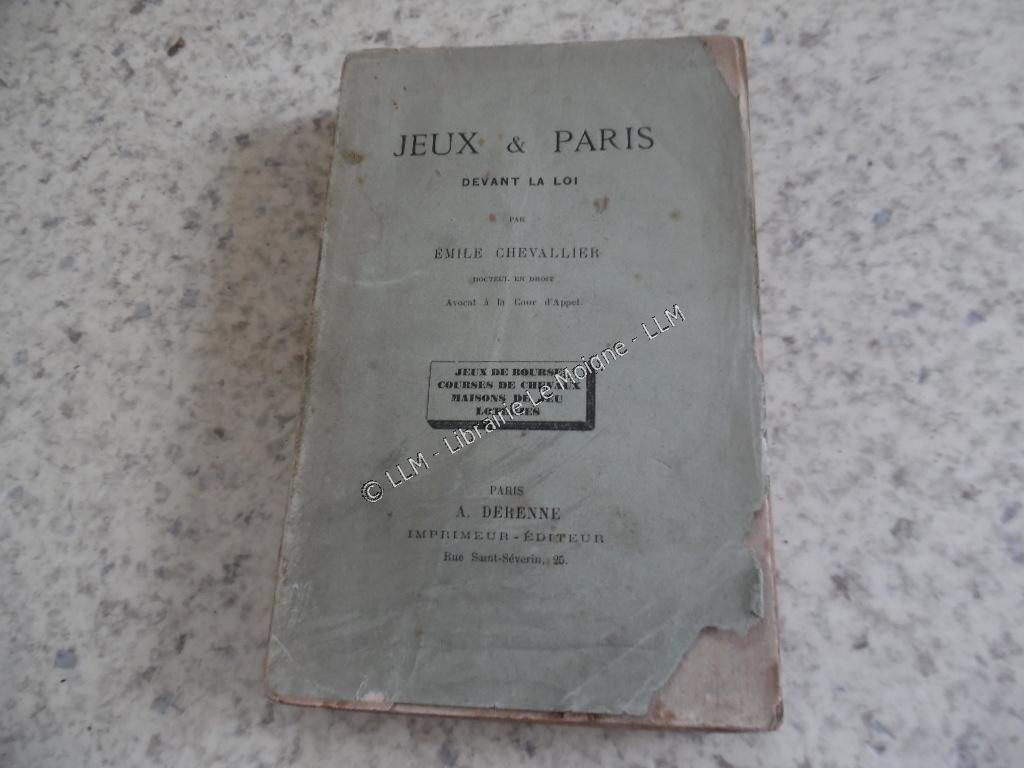 JEUX & PARIS
DEVANT LA LOI
PAR
ÉMILE CHEVALLIER
DOCTEUR EN DROIT
Avocat à la Cour d'Appel.
JEUX DE BOURSE
COURSES DE CHEVAUX
MAISONS DE JEU
LOTERIES
PARIS
A. DERENNE
IMPRIMEUR-ÉDITEUR
Rue Saint-Séverin, 25.
© LLM - Librairie Le Moigne - LLM